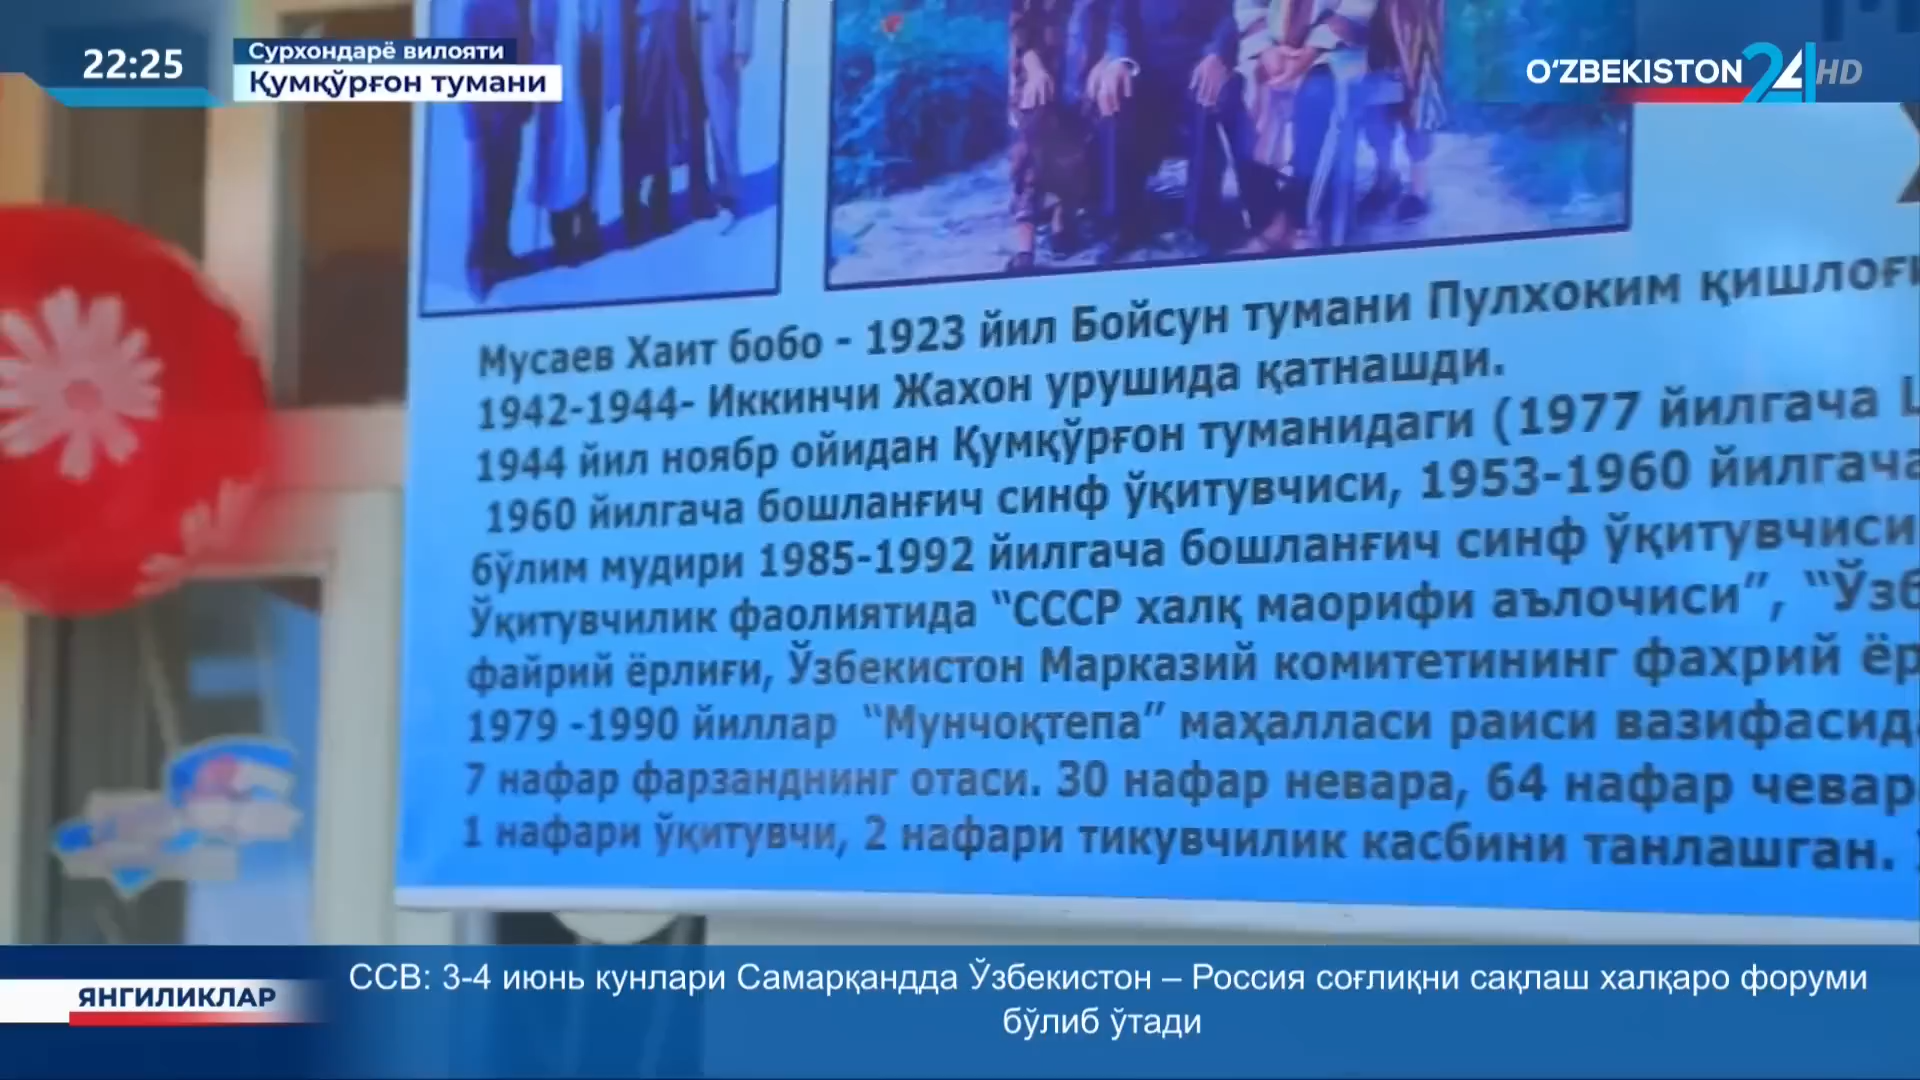 22:25
Сурхондарё вилояти
Қумқўрғон тумани
O‘ZBEKISTON 24 HD
Мусаев Хаит бобо - 1923 йил Бойсун тумани Пулхоким қишлоғи
1942-1944- Иккинчи Жахон урушида қатнашди.
1944 йил ноябр ойидан Қумқўрғон туманидаги (1977 йилгача
1960 йилгача бошланғич синф ўқитувчиси, 1953-1960 йилгача
бўлим мудири 1985-1992 йилгача бошланғич синф ўқитувчиси
Ўқитувчилик фаолиятида “СССР халқ маорифи аълочиси”, “Ўзб
файрий ёрлиғи, Ўзбекистон Марказий комитетининг фахрий ёр
1979 -1990 йиллар “Мунчоқтепа” маҳалласи раиси вазифасид
7 нафар фарзанднинг отаси. 30 нафар невара, 64 нафар чевар
1 нафари ўқитувчи, 2 нафари тикувчилик касбини танлашган.
ЯНГИЛИКЛАР
ССВ: 3-4 июнь кунлари Самарқандда Ўзбекистон – Россия соғлиқни сақлаш халқаро форуми
бўлиб ўтади